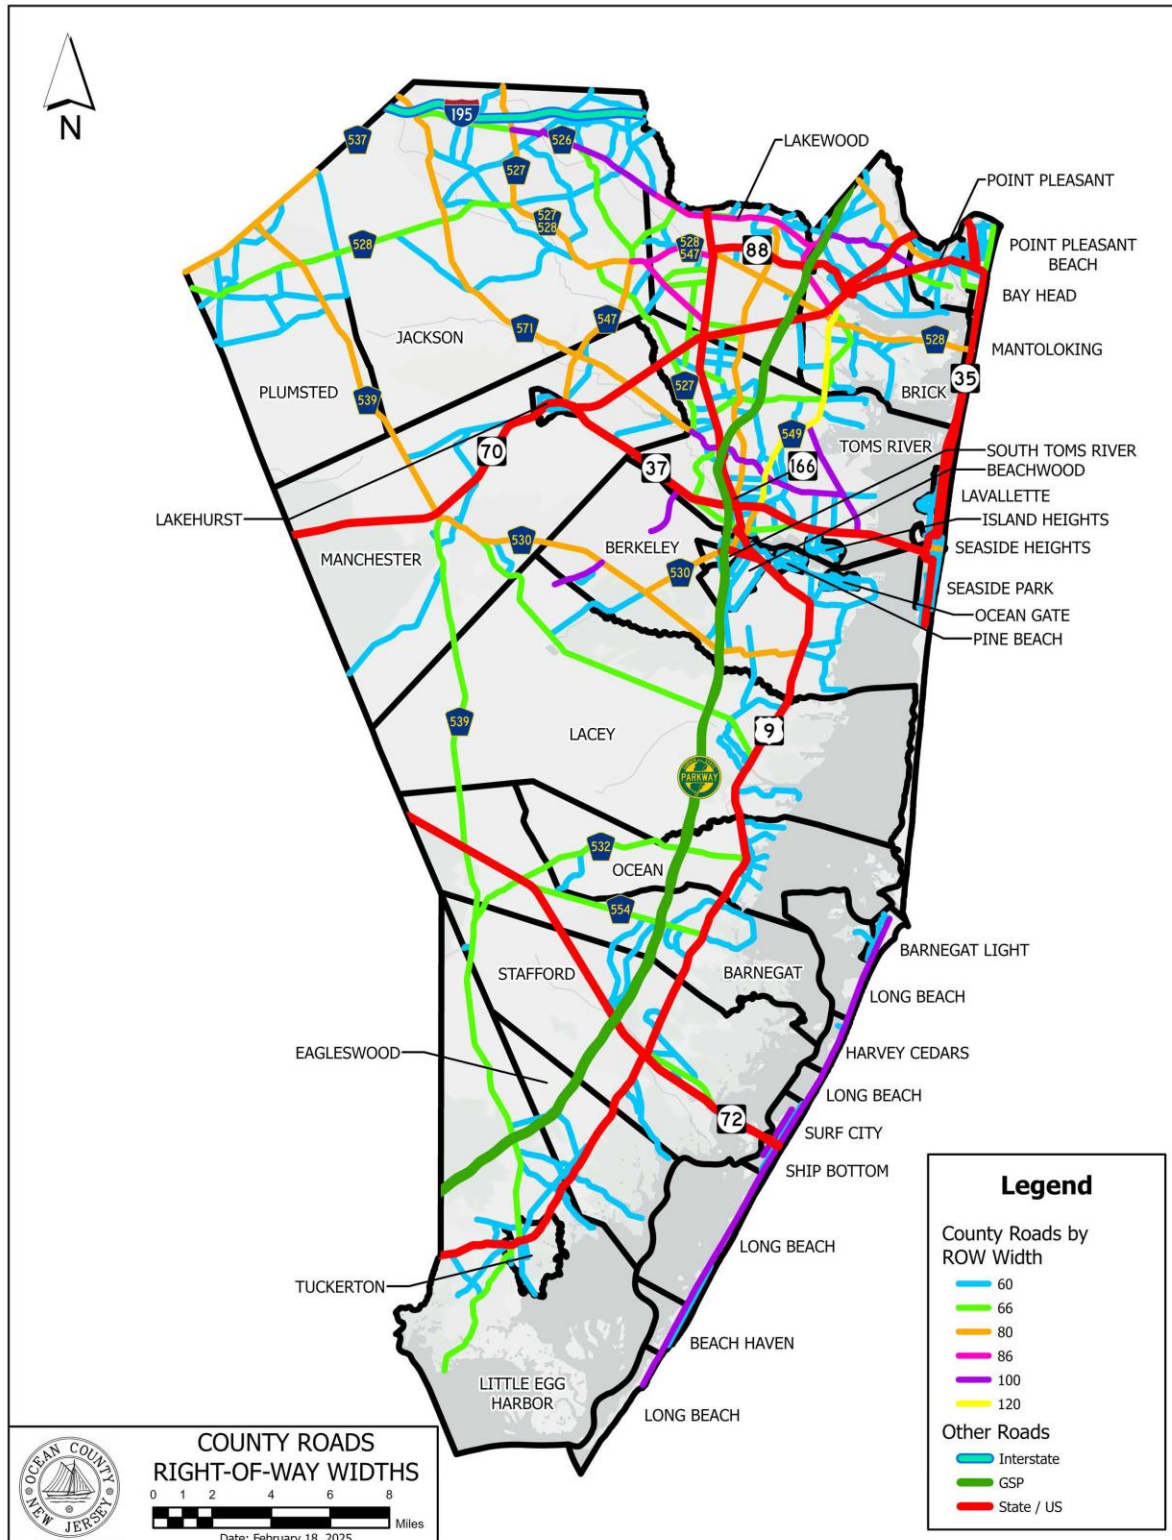 N
195
537
526
527
527
528
528
528
547
88
LAKEWOOD
POINT PLEASANT
POINT PLEASANT
BEACH
BAY HEAD
MANTOLOKING
528
35
BRICK
JACKSON
571
547
527
PLUMSTED
539
549
TOMS RIVER
70
37
166
SOUTH TOMS RIVER
BEACHWOOD
LAVALLETTE
ISLAND HEIGHTS
SEASIDE HEIGHTS
LAKEHURST
MANCHESTER
530
BERKELEY
530
SEASIDE PARK
OCEAN GATE
PINE BEACH
539
LACEY
9
PARKWAY
532
OCEAN
554
STAFFORD
BARNEGAT
BARNEGAT LIGHT
LONG BEACH
EAGLESWOOD
HARVEY CEDARS
LONG BEACH
72
SURF CITY
SHIP BOTTOM
LONG BEACH
TUCKERTON
BEACH HAVEN
LITTLE EGG
HARBOR
LONG BEACH
Legend
County Roads by
ROW Width
60
66
80
86
100
120
Other Roads
Interstate
GSP
State / US
OCEAN COUNTY
NEW JERSEY
COUNTY ROADS
RIGHT-OF-WAY WIDTHS
0 1 2 4 6 8
Miles
Date: February 18, 2025